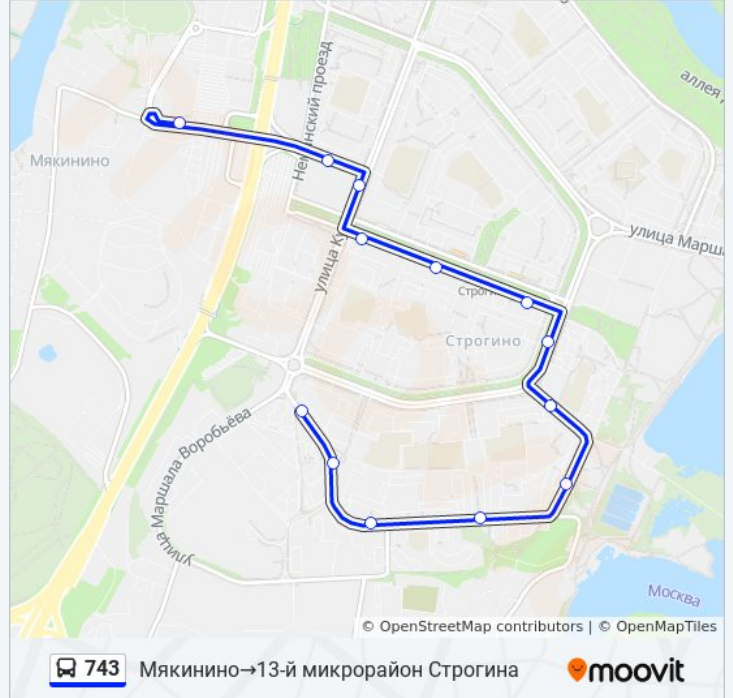 аллея
Неманский проезд
Мякинино
улица Марша
улица К
Строги
Строгино
улица Маршала Воробьёва
Москва
© OpenStreetMap contributors | © OpenMapTiles
743 Мякинино→13-й микрорайон Строгина moovit